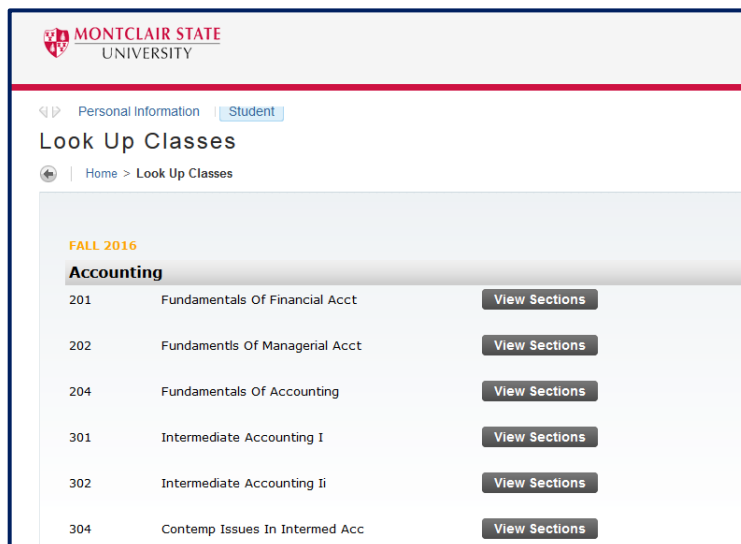 MONTCLAIR STATE
UNIVERSITY
Personal Information | Student
Look Up Classes
Home > Look Up Classes
FALL 2016
Accounting
201 Fundamentals Of Financial Acct View Sections
202 Fundamentls Of Managerial Acct View Sections
204 Fundamentals Of Accounting View Sections
301 Intermediate Accounting I View Sections
302 Intermediate Accounting Ii View Sections
304 Contemp Issues In Intermed Acc View Sections